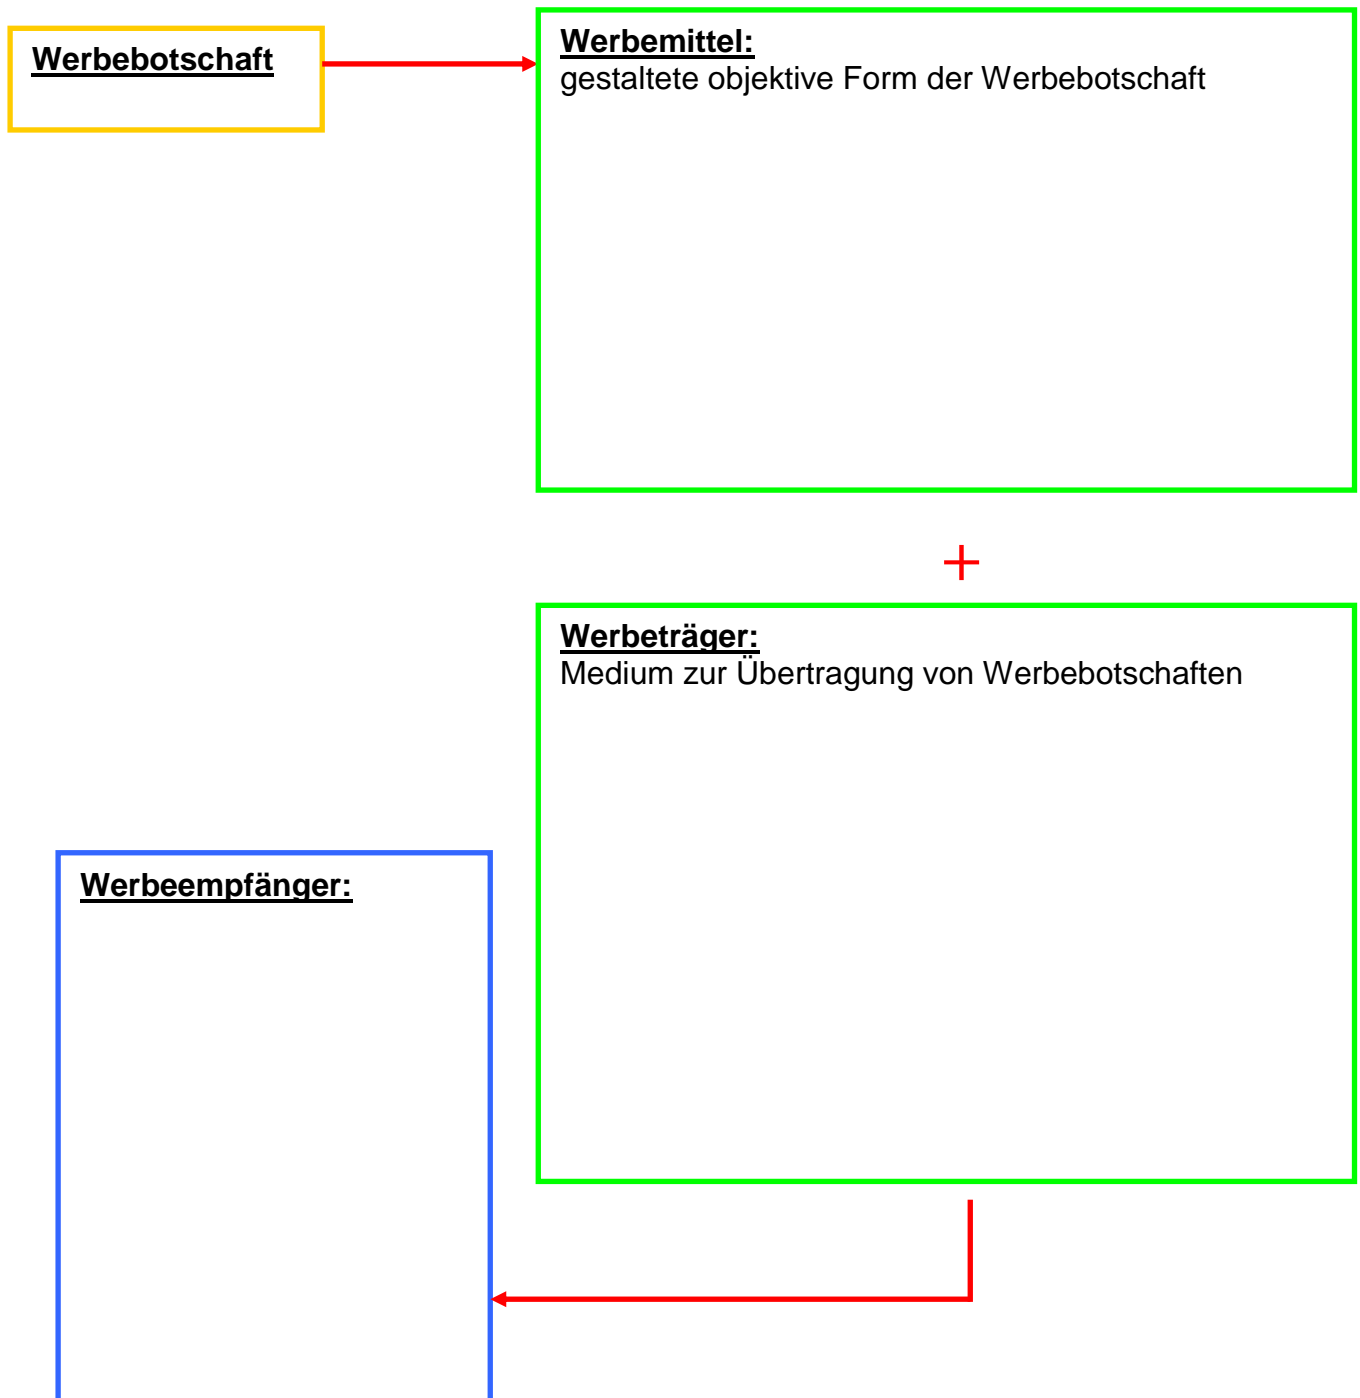 Werbebotschaft
Werbemittel:
gestaltete objektive Form der Werbebotschaft
+
Werbeträger:
Medium zur Übertragung von Werbebotschaften
Werbeempfänger: